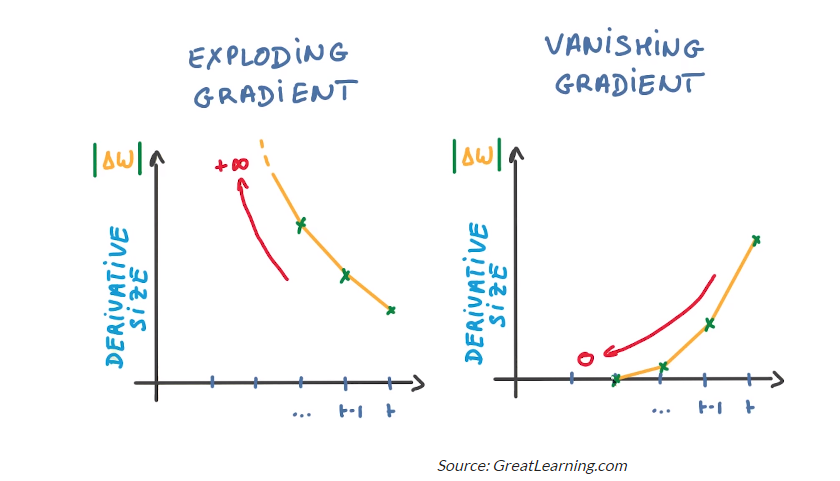 EXPLODING
GRADIENT
|ΔW|
+∞
DERIVATIVE
SIZE
... t-1 t
VANISHING
GRADIENT
|ΔW|
DERIVATIVE
SIZE
0
... t-1 t
Source: GreatLearning.com